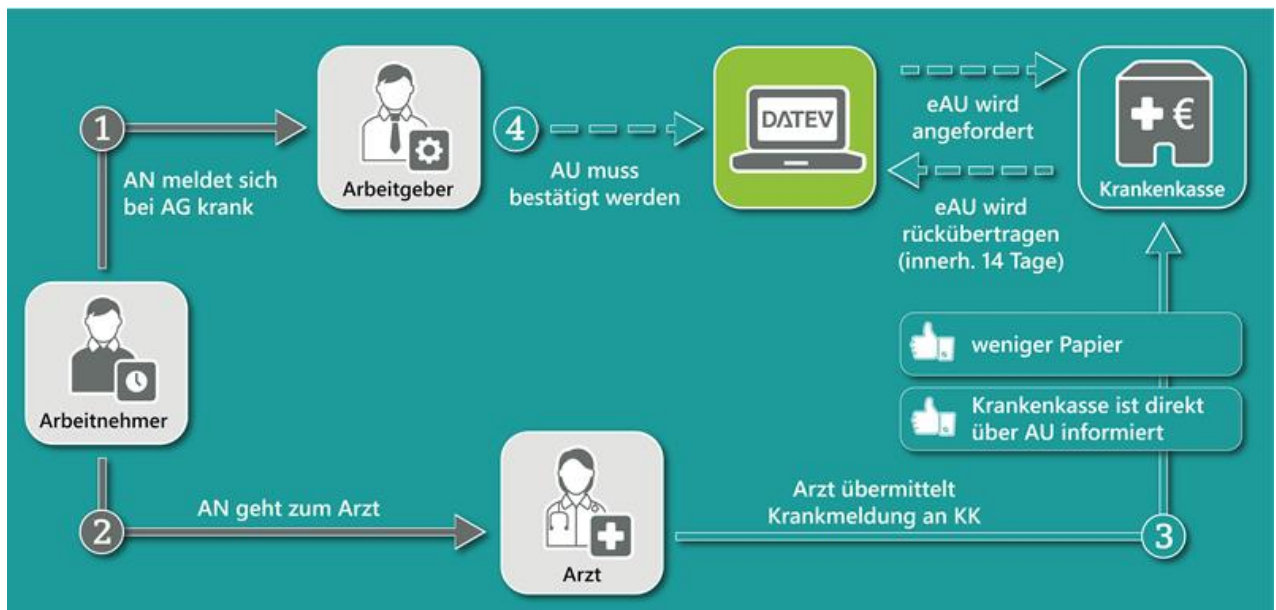 1
AN meldet sich
bei AG krank
Arbeitgeber
4
AU muss
bestätigt werden
DATEV
eAU wird
angefordert
eAU wird
rückübertragen
(innerh. 14 Tage)
€
Krankenkasse
Arbeitnehmer
weniger Papier
Krankenkasse ist direkt
über AU informiert
2
AN geht zum Arzt
Arzt
Arzt übermittelt
Krankmeldung an KK
3